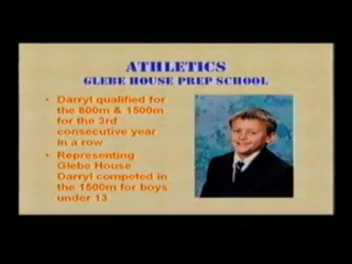 ATHLETICS
GLEBE HOUSE PREP SCHOOL
• Darryl qualified for
the 800m & 1500m
for the 3rd
consecutive year
in a row
• Representing
Glebe House
Darryl competed in
the 1500m for boys
under 13